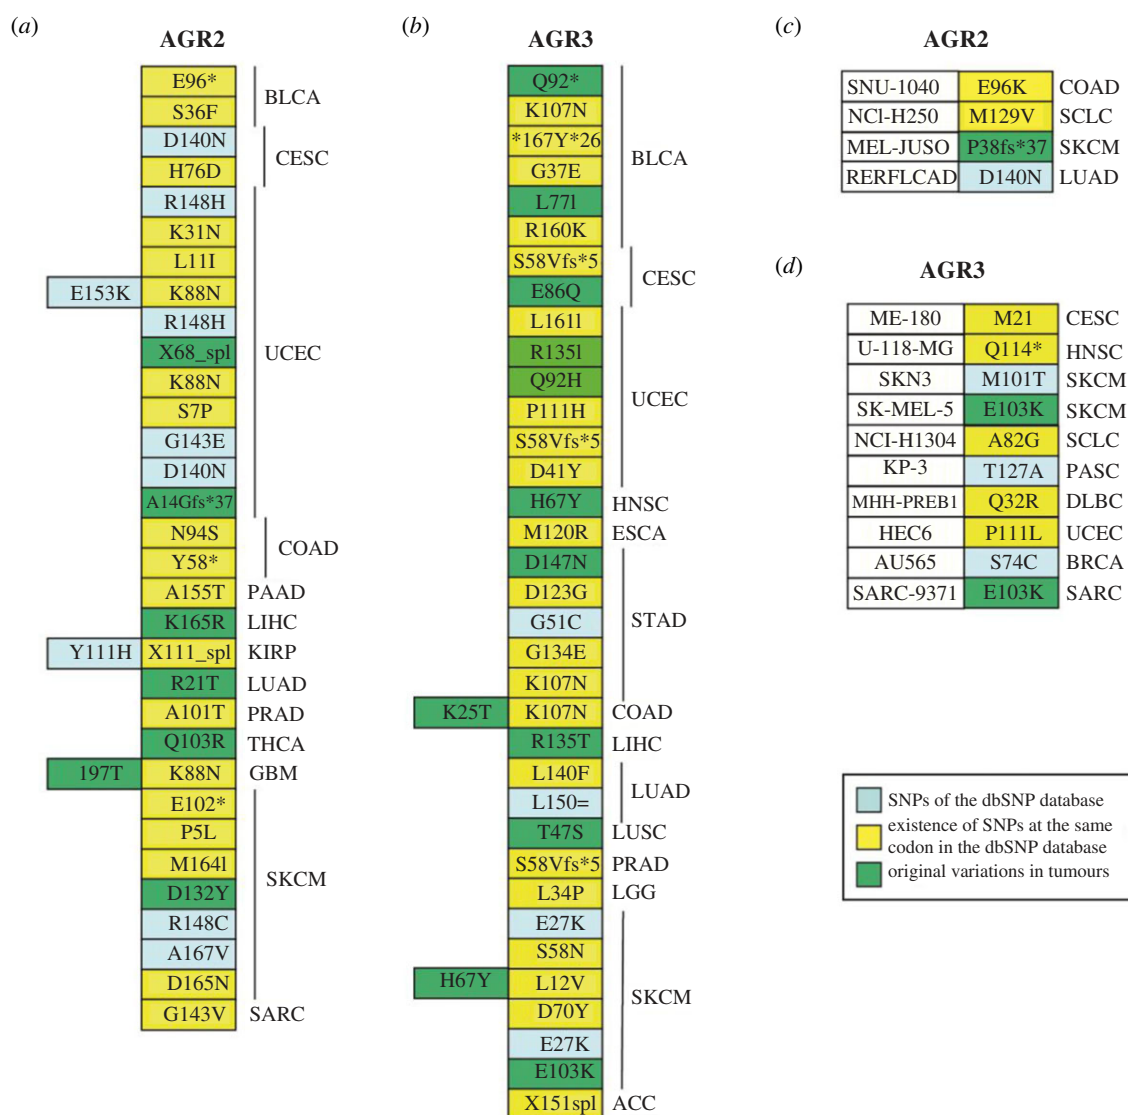 (a)
AGR2
E96*
S36F
BLCA
D140N
H76D
CESC
R148H
K31N
L11I
E153K K88N
R148H
X68_spl UCEC
K88N
S7P
G143E
D140N
A14Gfs*37
N94S
Y58*
COAD
A155T PAAD
K165R LIHC
Y111H X111_spl KIRP
R21T LUAD
A101T PRAD
Q103R THCA
197T K88N GBM
E102*
P5L
M164l
SKCM
D132Y
R148C
A167V
D165N
G143V SARC
(b)
AGR3
Q92*
K107N
*167Y*26
BLCA
G37E
L77l
R160K
S58Vfs*5
CESC
E86Q
L161l
R135l
Q92H
UCEC
P111H
S58Vfs*5
D41Y
H67Y HNSC
M120R ESCA
D147N
D123G
G51C STAD
G134E
K107N
K25T K107N COAD
R135T LIHC
L140F
LUAD
L150=
T47S LUSC
S58Vfs*5 PRAD
L34P LGG
E27K
S58N
H67Y L12V
SKCM
D70Y
E27K
E103K
X151spl ACC
(c)
AGR2
SNU-1040 E96K COAD
NCI-H250 M129V SCLC
MEL-JUSO P38fs*37 SKCM
RERFLCAD D140N LUAD
(d)
AGR3
ME-180 M21 CESC
U-118-MG Q114* HNSC
SKN3 M101T SKCM
SK-MEL-5 E103K SKCM
NCI-H1304 A82G SCLC
KP-3 T127A PASC
MHH-PREB1 Q32R DLBC
HEC6 P111L UCEC
AU565 S74C BRCA
SARC-9371 E103K SARC
SNPs of the dbSNP database
existence of SNPs at the same
codon in the dbSNP database
original variations in tumours